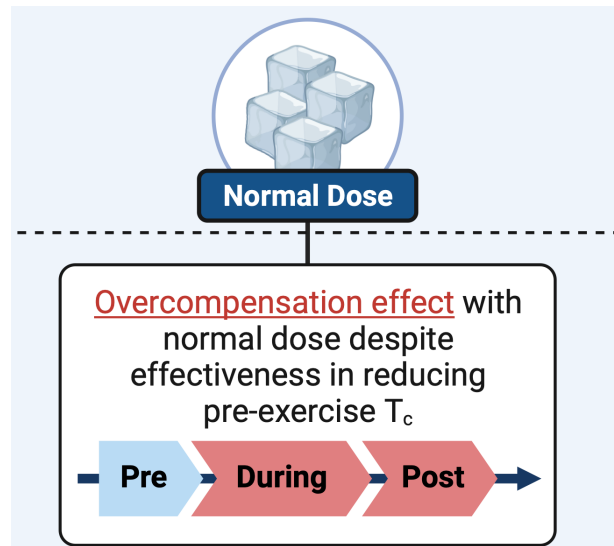 Normal Dose
Overcompensation effect with
normal dose despite
effectiveness in reducing
pre-exercise Tc
Pre During Post